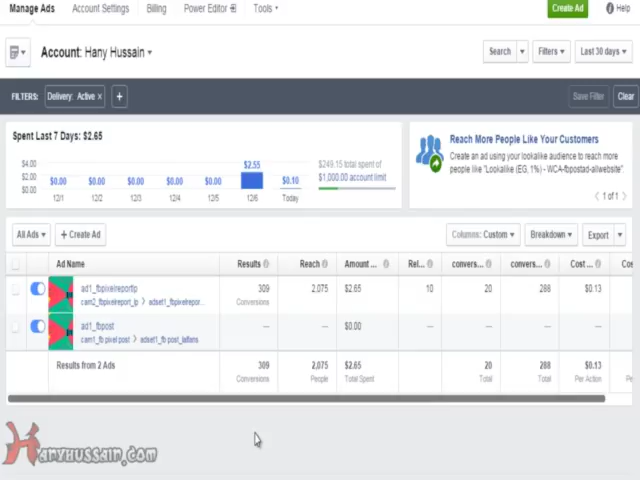 Manage Ads Account Settings Billing Power Editor Tools Create Ad Help
Account: Hany Hussain Search Filters Last 30 days
FILTERS: Delivery: Active × + Save Filter Clear
Spent Last 7 Days: $2.65
$4.00
$2.00
$0.00
$0.00 $0.00 $0.00 $0.00 $0.00 $2.55 $0.10
12/1 12/2 12/3 12/4 12/5 12/6 Today
$249.15 total spent of
$1,000.00 account limit
Reach More People Like Your Customers
Create an ad using your lookalike audience to reach more
people like "Lookalike (EG, 1%) - WCA-fbpostad-allwebsite".
1 of 1
All Ads + Create Ad Columns: Custom Breakdown Export
Ad Name Results Reach Amount ... Rel... convers... convers... Cost ...
ad1_fbpixelreportlp 309 2,075 $2.65 10 20 288 $0.13
cam2_fbpixelreport_lp > adset1_fbpixelrepor... Conversions
ad1_fbpost — — $0.00 — — — —
cam1_fb pixel post > adset1_fb post_lattens
Results from 2 Ads 309 2,075 $2.65 20 288 $0.13
Conversions People Total Spent Total Total Per Action
HanyHussain.com